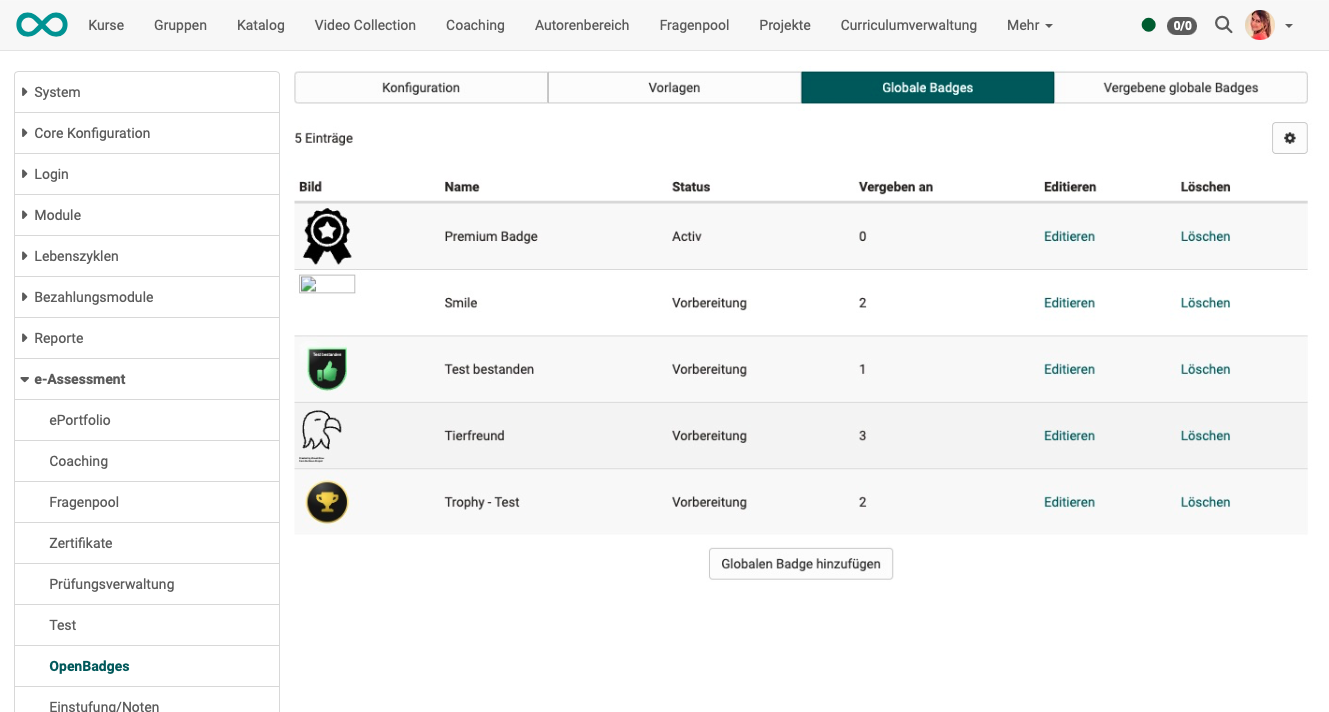 Kurse Gruppen Katalog Video Collection Coaching Autorenbereich Fragenpool Projekte Curriculumverwaltung Mehr 0/0
System
Core Konfiguration
Login
Module
Lebenszyklen
Bezahlungsmodule
Reporte
e-Assessment
ePortfolio
Coaching
Fragenpool
Zertifikate
Prüfungsverwaltung
Test
OpenBadges
Einstufung/Noten
Konfiguration Vorlagen Globale Badges Vergebene globale Badges
5 Einträge
Bild Name Status Vergeben an Editieren Löschen
Premium Badge Activ 0 Editieren Löschen
Smile Vorbereitung 2 Editieren Löschen
Test bestanden
Test bestanden Vorbereitung 1 Editieren Löschen
Tierfreund Vorbereitung 3 Editieren Löschen
Trophy - Test Vorbereitung 2 Editieren Löschen
Globalen Badge hinzufügen